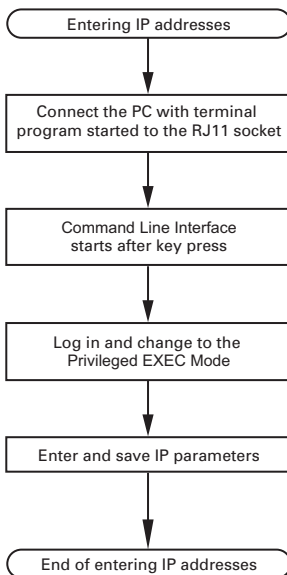 Entering IP addresses
Connect the PC with terminal
program started to the RJ11 socket
Command Line Interface
starts after key press
Log in and change to the
Privileged EXEC Mode
Enter and save IP parameters
End of entering IP addresses